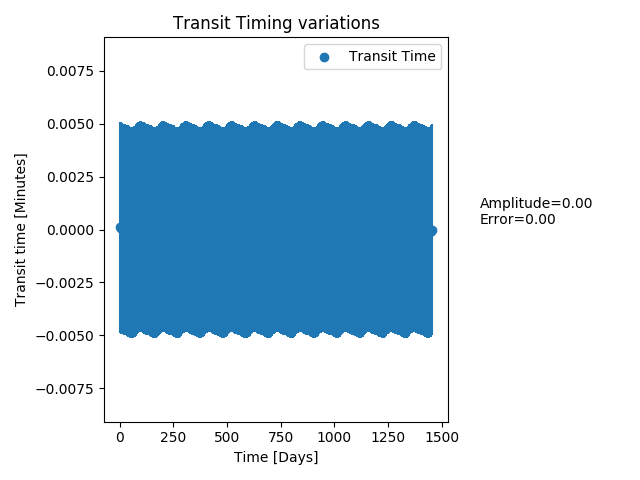 Transit Timing variations
Transit Time
0.0075
0.0050
0.0025
0.0000
−0.0025
−0.0050
−0.0075
Transit time [Minutes]
Amplitude=0.00
Error=0.00
0 250 500 750 1000 1250 1500
Time [Days]